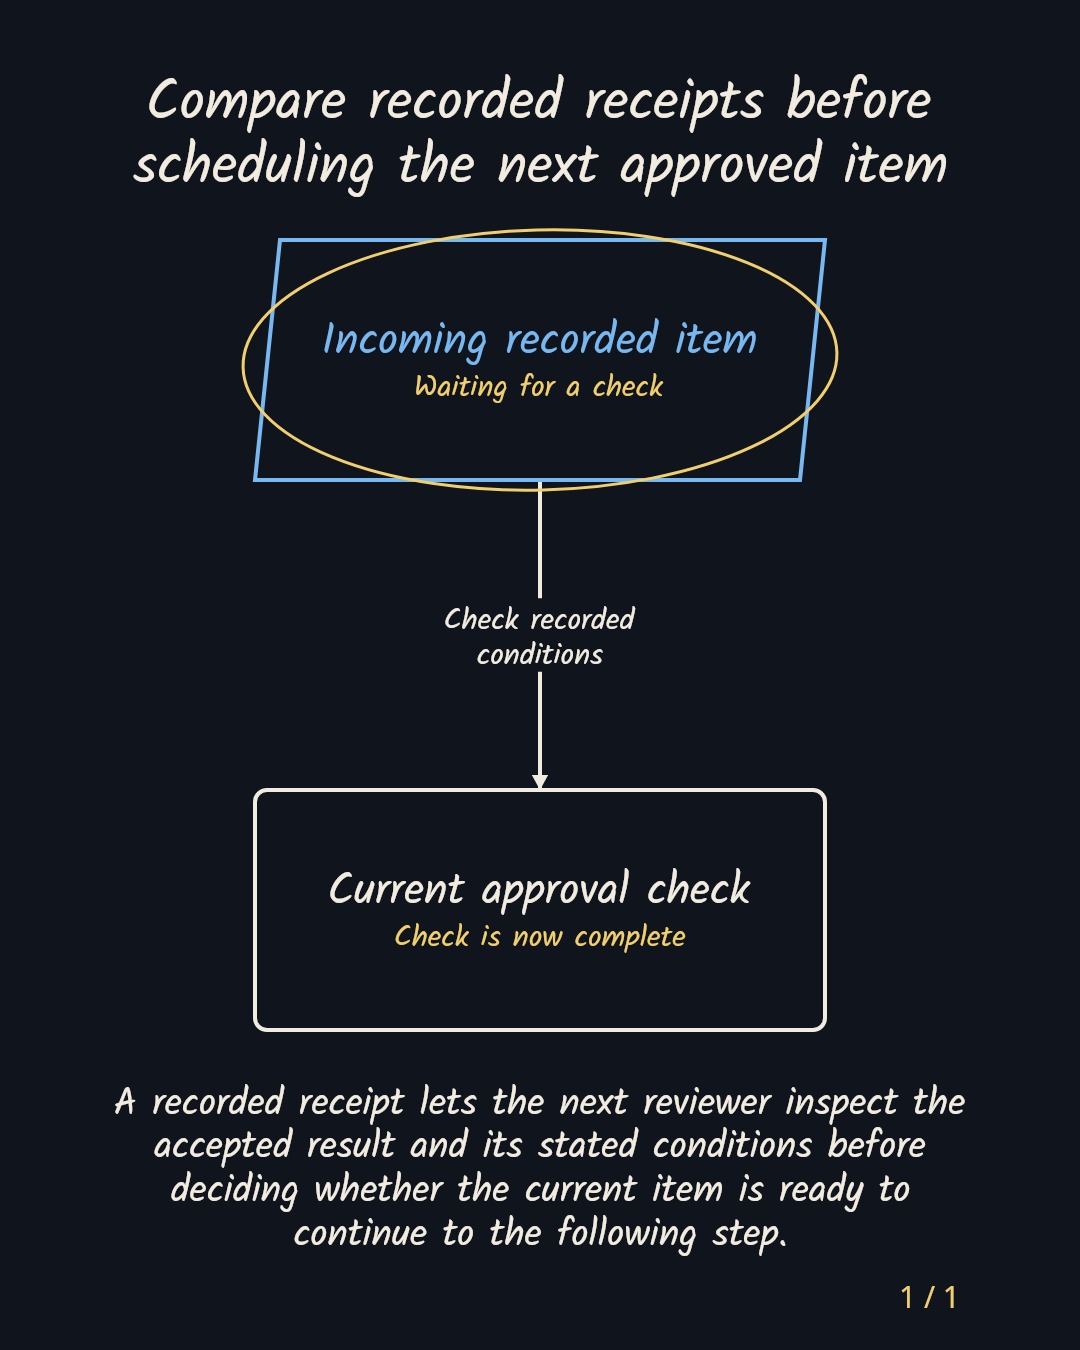 Compare recorded receipts before
scheduling the next approved item
Incoming recorded item
Waiting for a check
Check recorded
conditions
Current approval check
Check is now complete
A recorded receipt lets the next reviewer inspect the
accepted result and its stated conditions before
deciding whether the current item is ready to
continue to the following step.
1 / 1